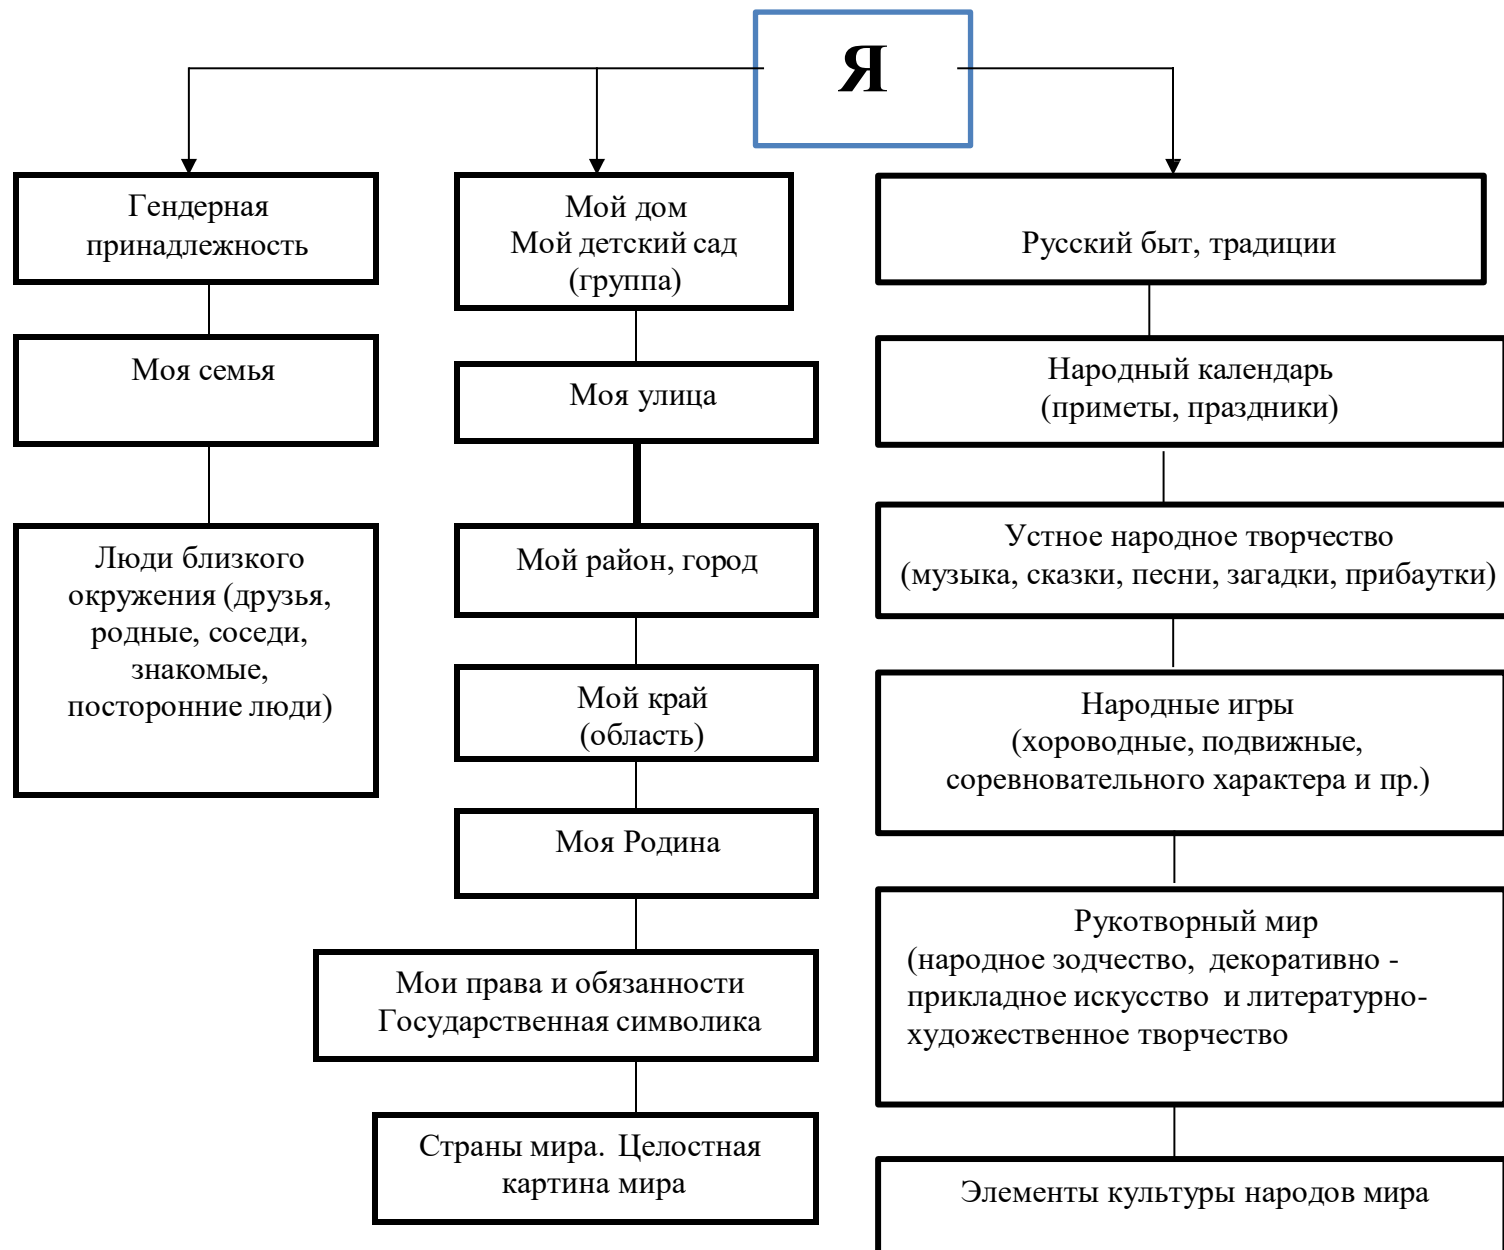 Я
Гендерная
принадлежность
Моя семья
Люди близкого
окружения (друзья,
родные, соседи,
знакомые,
посторонние люди)
Мой дом
Мой детский сад
(группа)
Моя улица
Мой район, город
Мой край
(область)
Моя Родина
Мои права и обязанности
Государственная символика
Страны мира. Целостная
картина мира
Русский быт, традиции
Народный календарь
(приметы, праздники)
Устное народное творчество
(музыка, сказки, песни, загадки, прибаутки)
Народные игры
(хороводные, подвижные,
соревновательного характера и пр.)
Рукотворный мир
(народное зодчество, декоративно -
прикладное искусство и литературно-
художественное творчество
Элементы культуры народов мира